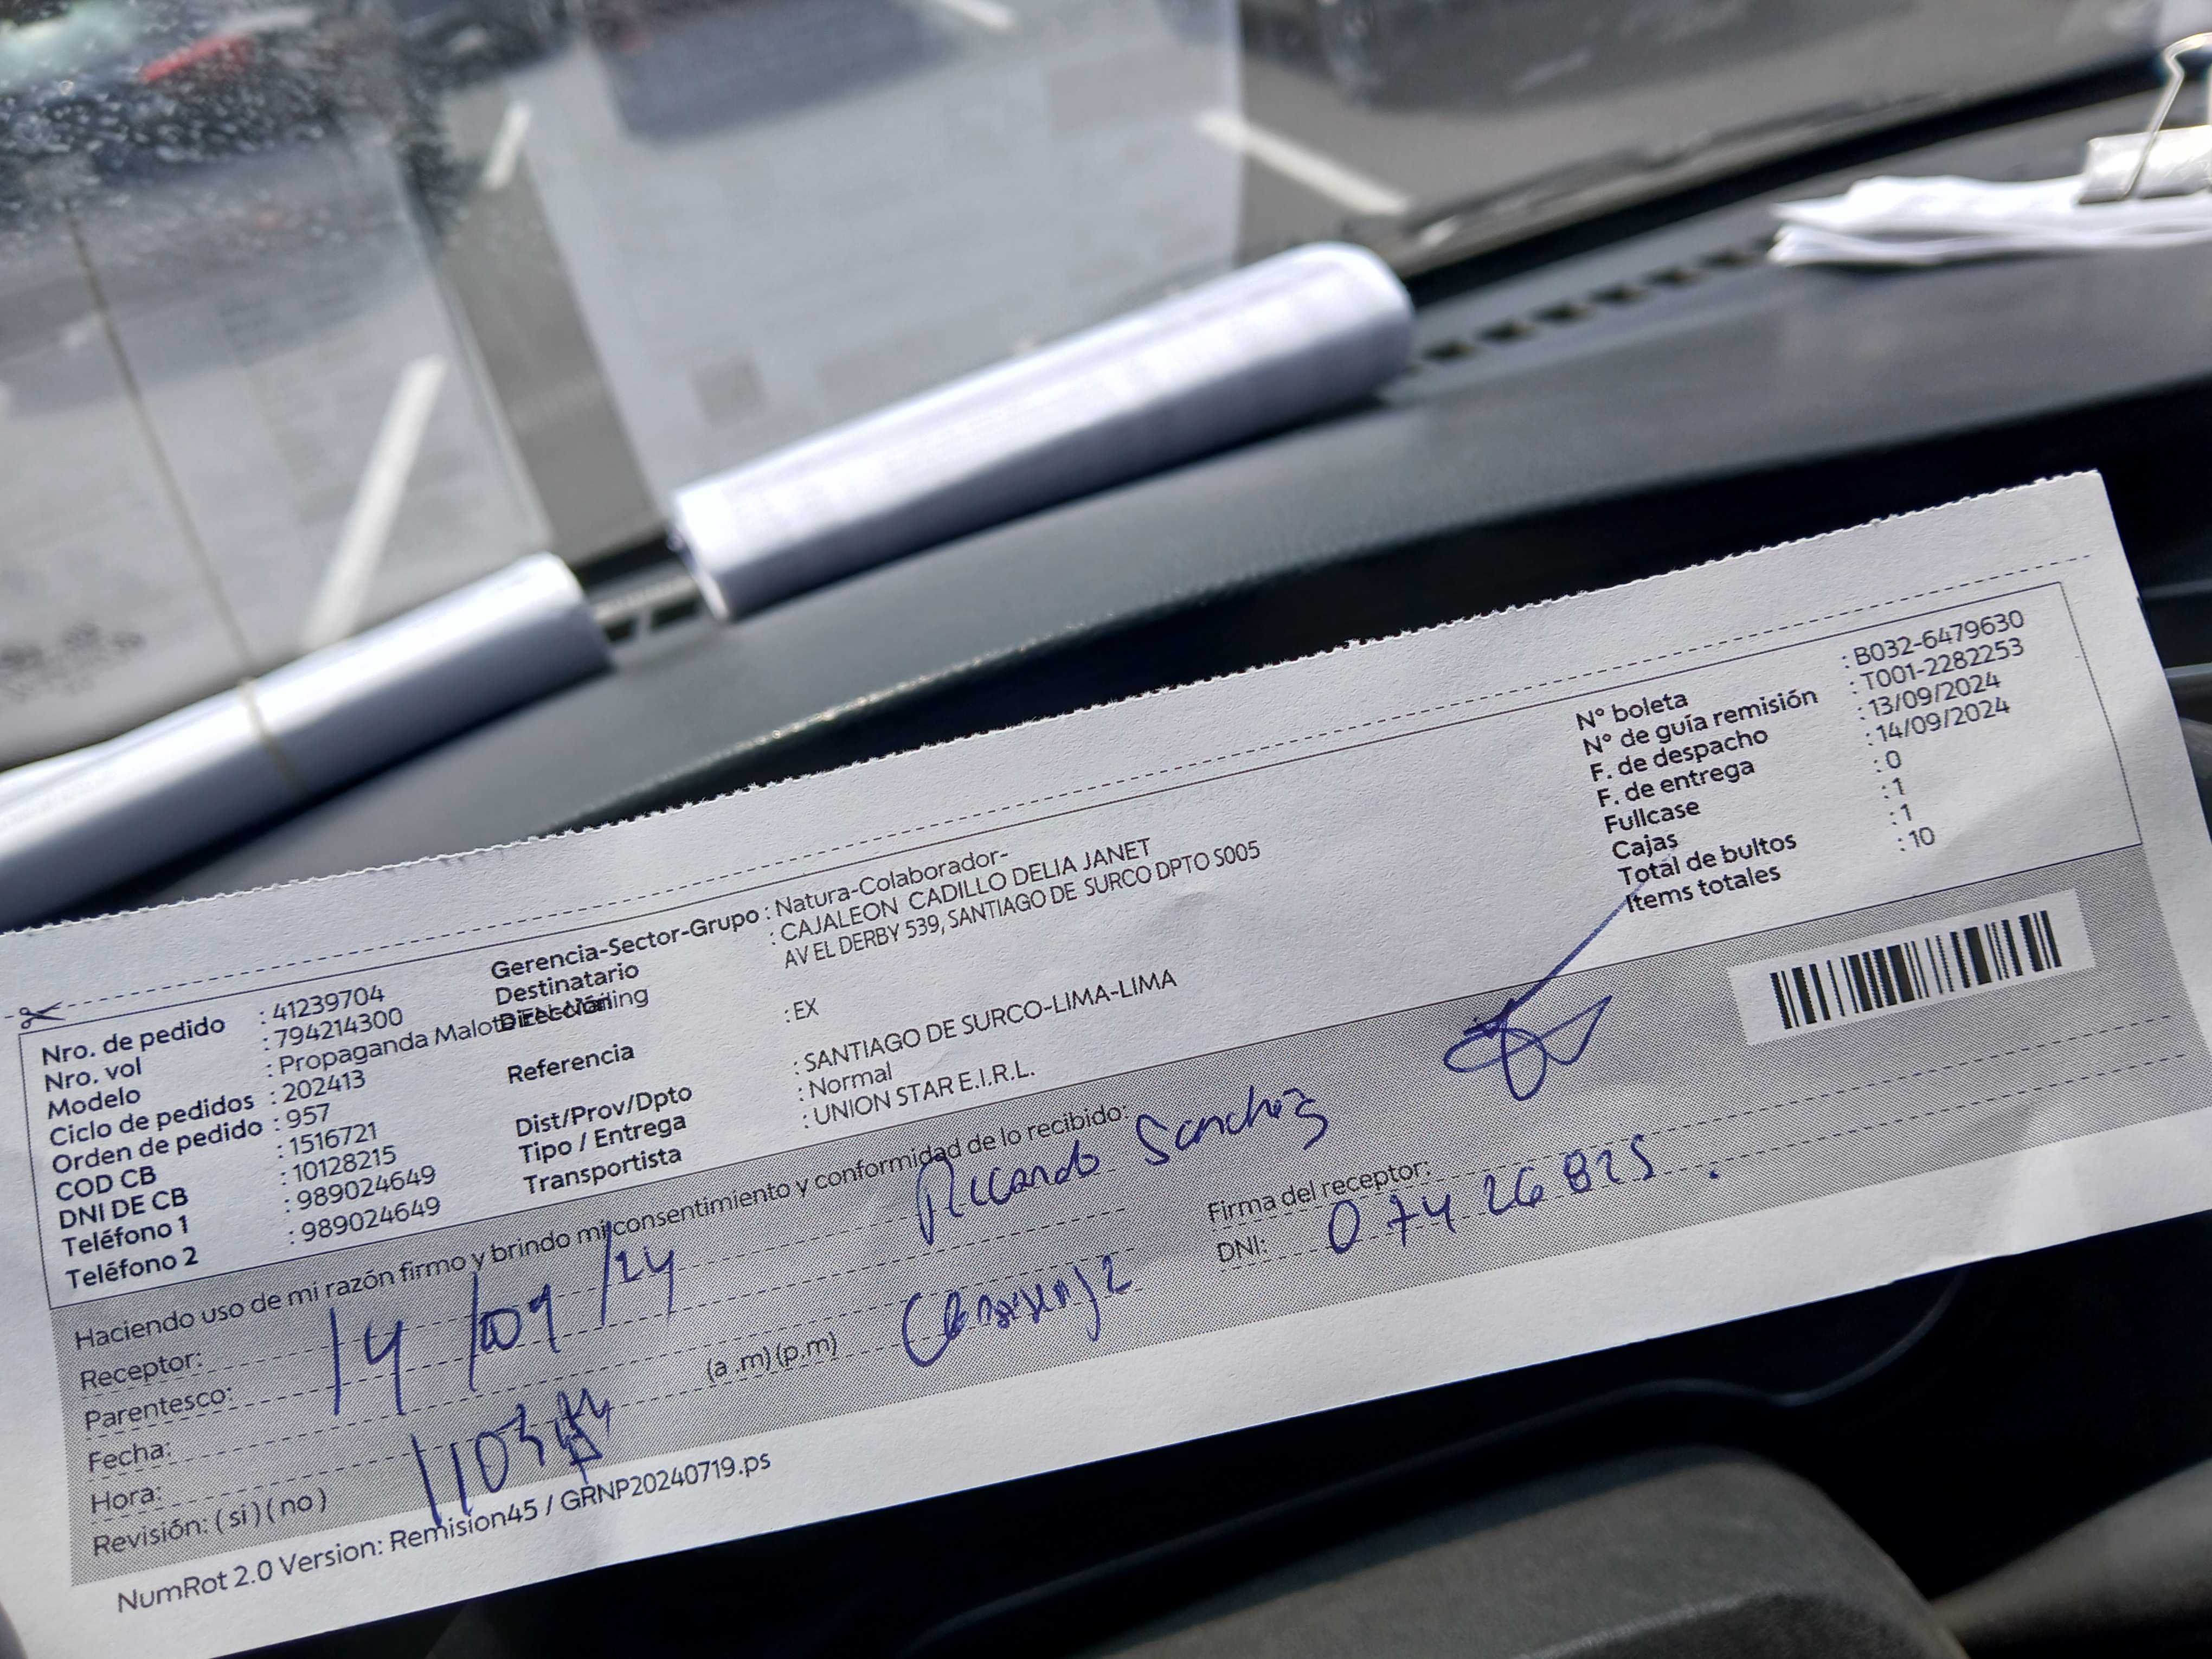 Nro. de pedido : 41239704
Nro. vol : 794214300
Modelo : Propaganda Malote EN-Mailing
Ciclo de pedidos : 202413
Orden de pedido : 957
COD CB : 1516721
DNI DE CB : 10128215
Teléfono 1 : 989024649
Teléfono 2 : 989024649
Gerencia-Sector-Grupo : Natura-Colaborador-
Destinatario : CAJALEON CADILLO DELIA JANET
Dirección AV EL DERBY 539, SANTIAGO DE SURCO DPTO S005
Referencia : EX
Dist/Prov/Dpto : SANTIAGO DE SURCO-LIMA-LIMA
Tipo / Entrega : Normal
Transportista : UNION STAR E.I.R.L.
N° boleta : B032-6479630
N° de guía remisión : T001-2282253
F. de despacho : 13/09/2024
F. de entrega : 14/09/2024
Fullcase : 0
Cajas : 1
Total de bultos : 1
Items totales : 10
Haciendo uso de mi razón firmo y brindo mi consentimiento y conformidad de lo recibido:
Receptor: Riccardo Sanchez
Parentesco:
Fecha: 14/09/24
Hora: (a .m) (p.m)
Revisión: ( si ) ( no )
Firma del receptor:
DNI: 07426825.
NumRot 2.0 Version: Remision45 / GRNP20240719.ps